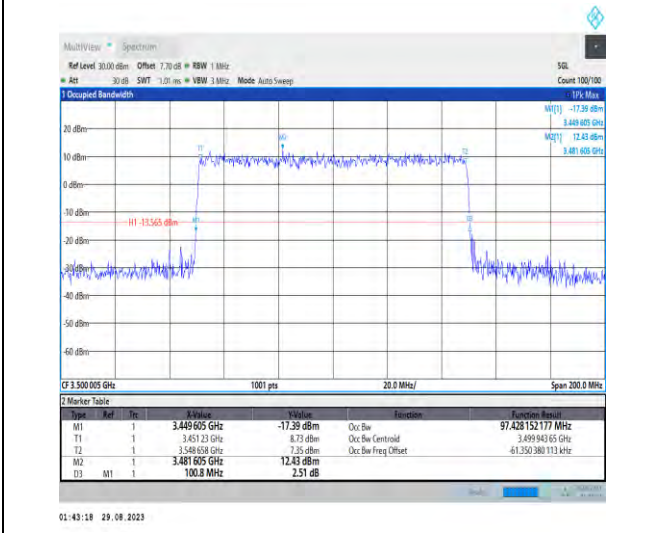 MultiView Spectrum
Ref Level 30.00 dBm Offset 7.70 dB RBW 1 MHz SGL
Att 30 dB SWT 1.01 ms VBW 3 MHz Mode Auto Sweep Count 100/100
1 Occupied Bandwidth 1Pk Max
M1[1] -17.39 dBm
3.449 605 GHz
M2[1] 12.43 dBm
3.481 605 GHz
20 dBm
M2
T1
T2
10 dBm
0 dBm
-10 dBm
H1 -13.565 dBm
M1
D3
-20 dBm
-30 dBm
-40 dBm
-50 dBm
-60 dBm
CF 3.500 005 GHz 1001 pts 20.0 MHz/ Span 200.0 MHz
2 Marker Table
Type Ref Trc X-Value Y-Value Function Function Result
M1 1 3.449 605 GHz -17.39 dBm Occ Bw 97.428 152 177 MHz
T1 1 3.451 23 GHz 8.73 dBm Occ Bw Centroid 3.499 943 65 GHz
T2 1 3.548 658 GHz 7.35 dBm Occ Bw Freq Offset -61.350 380 113 kHz
M2 1 3.481 605 GHz 12.43 dBm
D3 M1 1 100.8 MHz 2.51 dB
01:43:18 29.08.2023